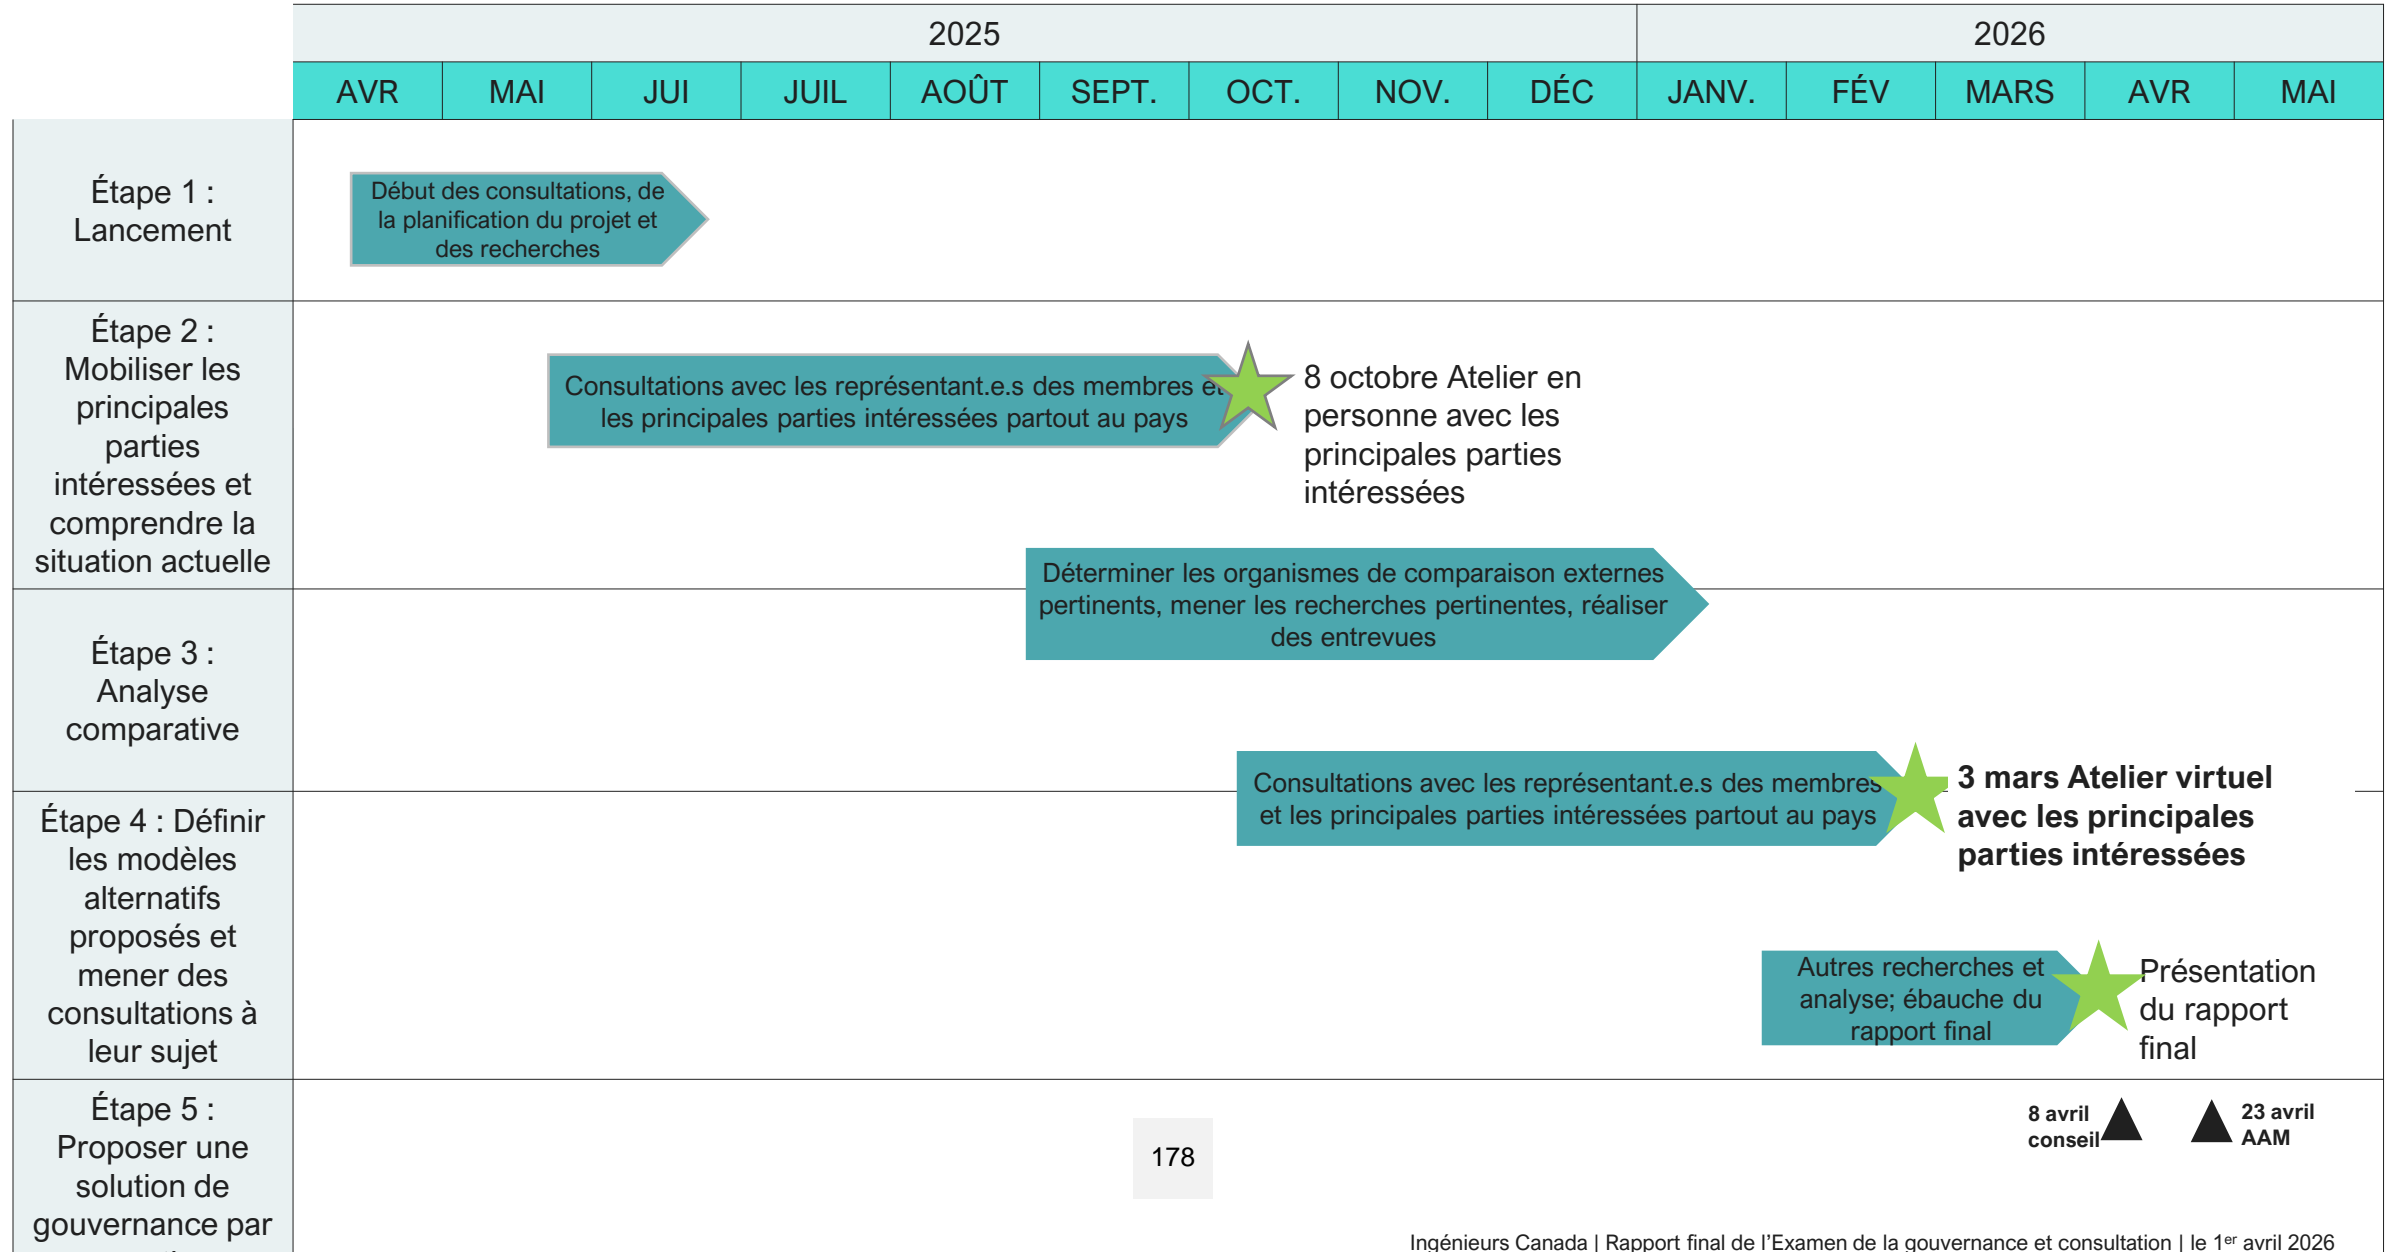 2025
2026
AVR
MAI
JUI
JUIL
AOÛT
SEPT.
OCT.
NOV.
DÉC
JANV.
FÉV
MARS
AVR
MAI
Étape 1 :
Lancement
Début des consultations, de
la planification du projet et
des recherches
Étape 2 :
Mobiliser les
principales
parties
intéressées et
comprendre la
situation actuelle
Consultations avec les représentant.e.s des membres et
les principales parties intéressées partout au pays
8 octobre Atelier en
personne avec les
principales parties
intéressées
Déterminer les organismes de comparaison externes
pertinents, mener les recherches pertinentes, réaliser
des entrevues
Étape 3 :
Analyse
comparative
Consultations avec les représentant.e.s des membres
et les principales parties intéressées partout au pays
3 mars Atelier virtuel
avec les principales
parties intéressées
Étape 4 : Définir
les modèles
alternatifs
proposés et
mener des
consultations à
leur sujet
Autres recherches et
analyse; ébauche du
rapport final
Présentation
du rapport
final
Étape 5 :
Proposer une
solution de
gouvernance par
8 avril
conseil
23 avril
AAM
178
Ingénieurs Canada | Rapport final de l'Examen de la gouvernance et consultation | le 1er avril 2026